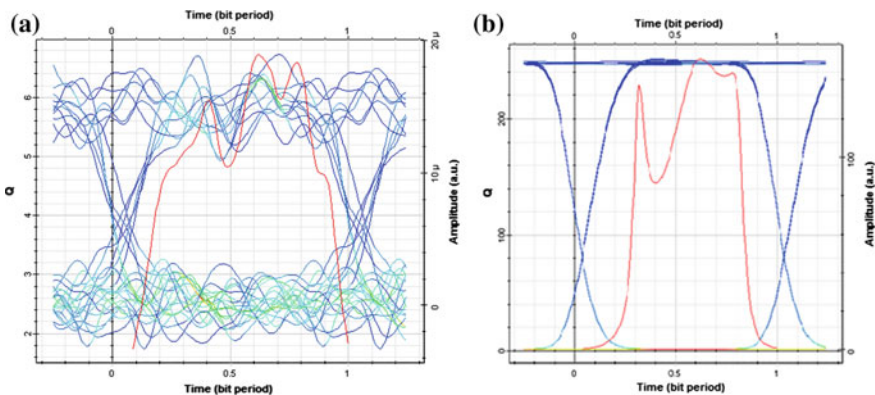 (a)
Time (bit period)
0 0.5 1
Q
6
5
4
3
2
20 µ
10 µ
0
Amplitude (a.u.)
0 0.5 1
Time (bit period)
(b)
Time (bit period)
0 0.5 1
Q
200
100
0
100
0
Amplitude (a.u.)
0 0.5 1
Time (bit period)